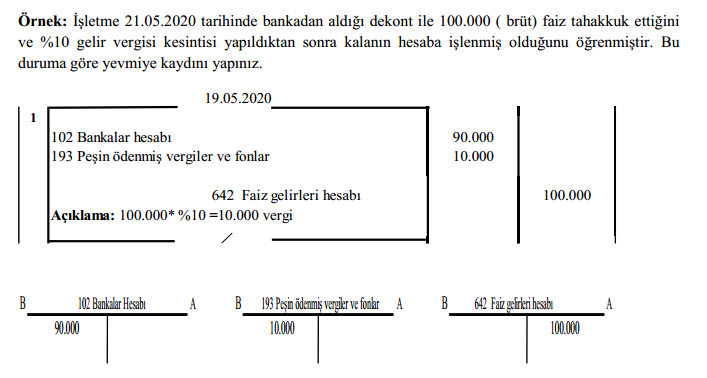 Örnek: İşletme 21.05.2020 tarihinde bankadan aldığı dekont ile 100.000 ( brüt) faiz tahakkuk ettiğini
ve %10 gelir vergisi kesintisi yapıldıktan sonra kalanın hesaba işlenmiş olduğunu öğrenmiştir. Bu
duruma göre yevmiye kaydını yapınız.
19.05.2020
1
102 Bankalar hesabı 90.000
193 Peşin ödenmiş vergiler ve fonlar 10.000
642 Faiz gelirleri hesabı 100.000
Açıklama: 100.000* %10 =10.000 vergi
/
B 102 Bankalar Hesabı A B 193 Peşin ödenmiş vergiler ve fonlar A B 642 Faiz gelirleri hesabı A
90.000 10.000 100.000